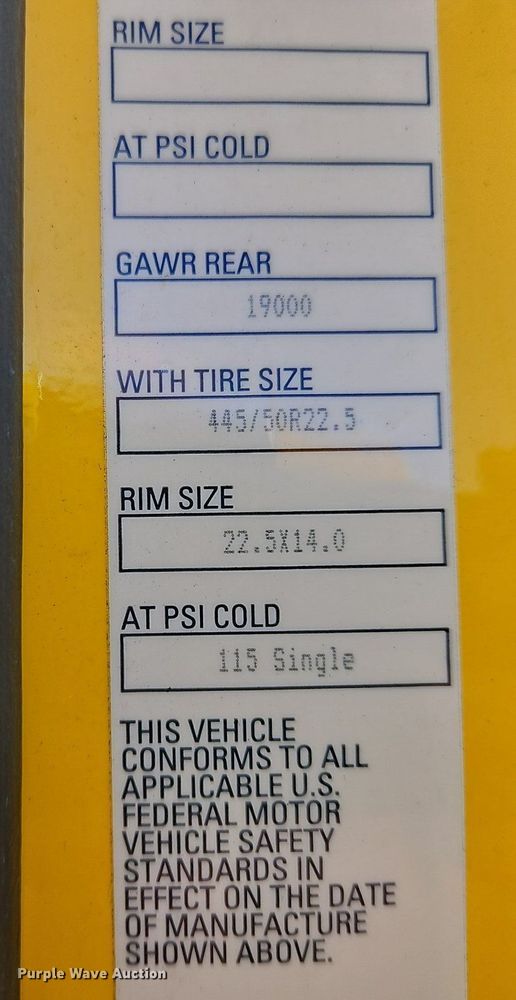 RIM SIZE
AT PSI COLD
GAWR REAR
19000
WITH TIRE SIZE
445/50R22.5
RIM SIZE
22.5X14.0
AT PSI COLD
115 Single
THIS VEHICLE
CONFORMS TO ALL
APPLICABLE U.S.
FEDERAL MOTOR
VEHICLE SAFETY
STANDARDS IN
EFFECT ON THE DATE
OF MANUFACTURE
SHOWN ABOVE.
Purple Wave Auction